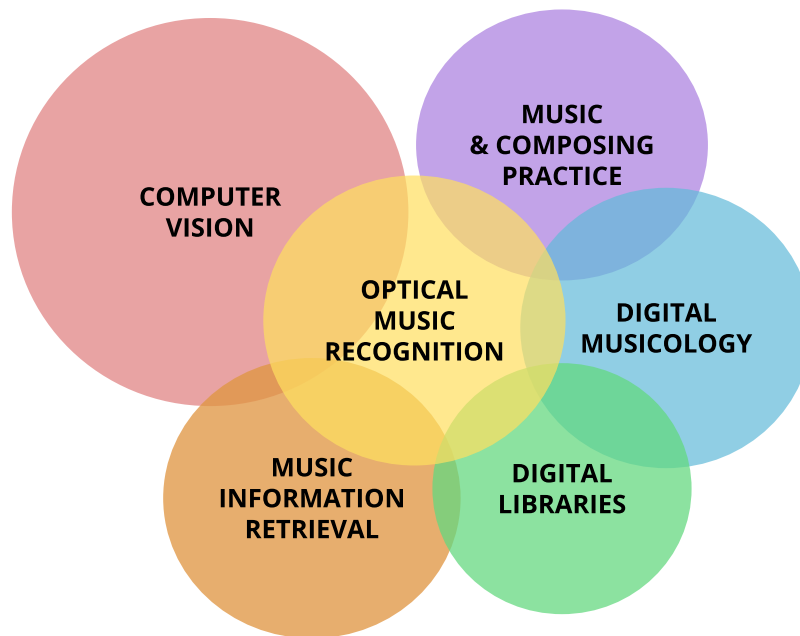 MUSIC
& COMPOSING
PRACTICE
COMPUTER
VISION
OPTICAL
MUSIC
RECOGNITION
DIGITAL
MUSICOLOGY
MUSIC
INFORMATION
RETRIEVAL
DIGITAL
LIBRARIES